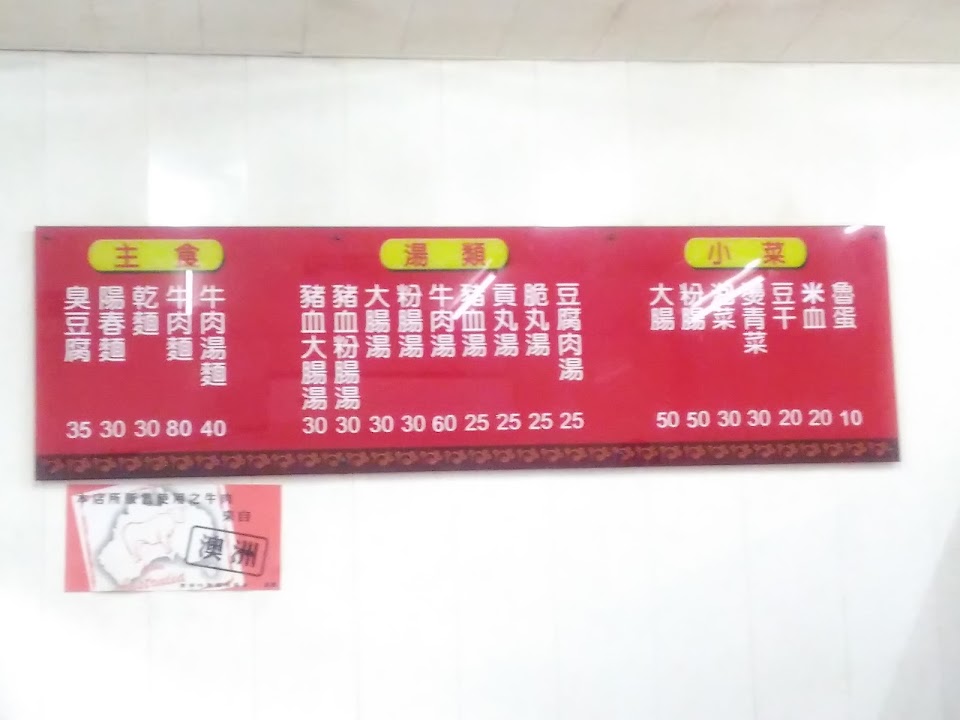 主食
臭豆腐 35
陽春麵 30
乾麵 30
牛肉麵 80
牛肉湯麵 40
湯類
豬血大腸湯 30
豬血粉腸湯 30
大腸湯 30
粉腸湯 30
牛肉湯 60
豬血湯 25
貢丸湯 25
脆丸湯 25
豆腐肉湯 25
小菜
大腸 50
粉腸 50
泡菜 30
燙青菜 30
豆干 20
米血 20
魯蛋 10
本店所販售使用之牛肉
來自
澳洲